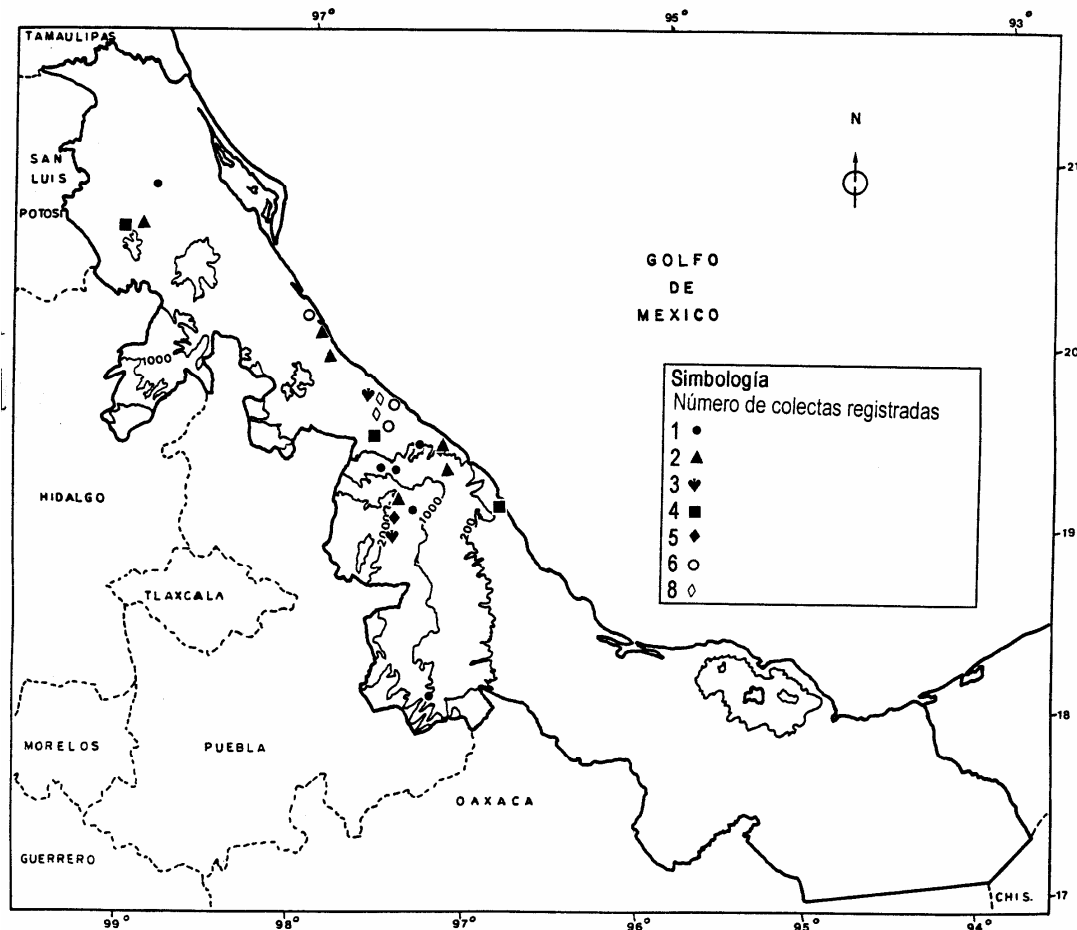 97°
95°
93°
TAMAULIPAS
N
SAN
LUIS
POTOSI
21
GOLFO
DE
MEXICO
20
1000
Simbología
Número de colectas registradas
1
2
3
4
5
6
8
HIDALGO
2000
1000
200
19
TLAXCALA
18
MORELOS
PUEBLA
OAXACA
GUERRERO
CHIS.
17
99°
98°
97°
96°
95°
94°